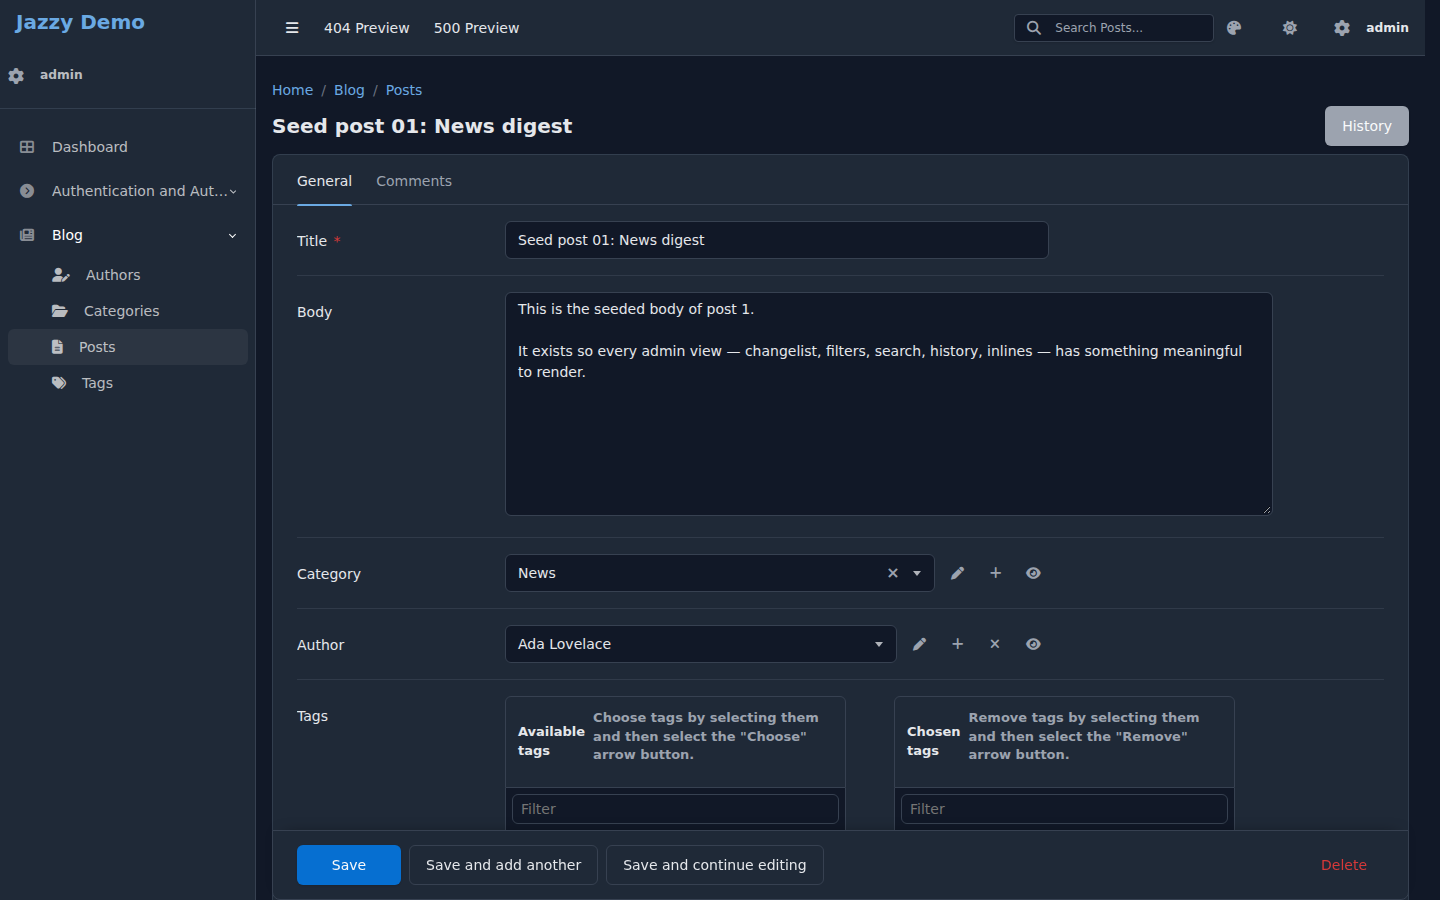 Jazzy Demo
admin
Dashboard
Authentication and Aut...
Blog
Authors
Categories
Posts
Tags
404 Preview
500 Preview
Search Posts...
admin
Home / Blog / Posts
Seed post 01: News digest
History
General
Comments
Title *
Seed post 01: News digest
Body
This is the seeded body of post 1.
It exists so every admin view — changelist, filters, search, history, inlines — has something meaningful
to render.
Category
News
Author
Ada Lovelace
Tags
Available
tags
Choose tags by selecting them
and then select the "Choose"
arrow button.
Filter
Chosen
tags
Remove tags by selecting them
and then select the "Remove"
arrow button.
Filter
Save
Save and add another
Save and continue editing
Delete